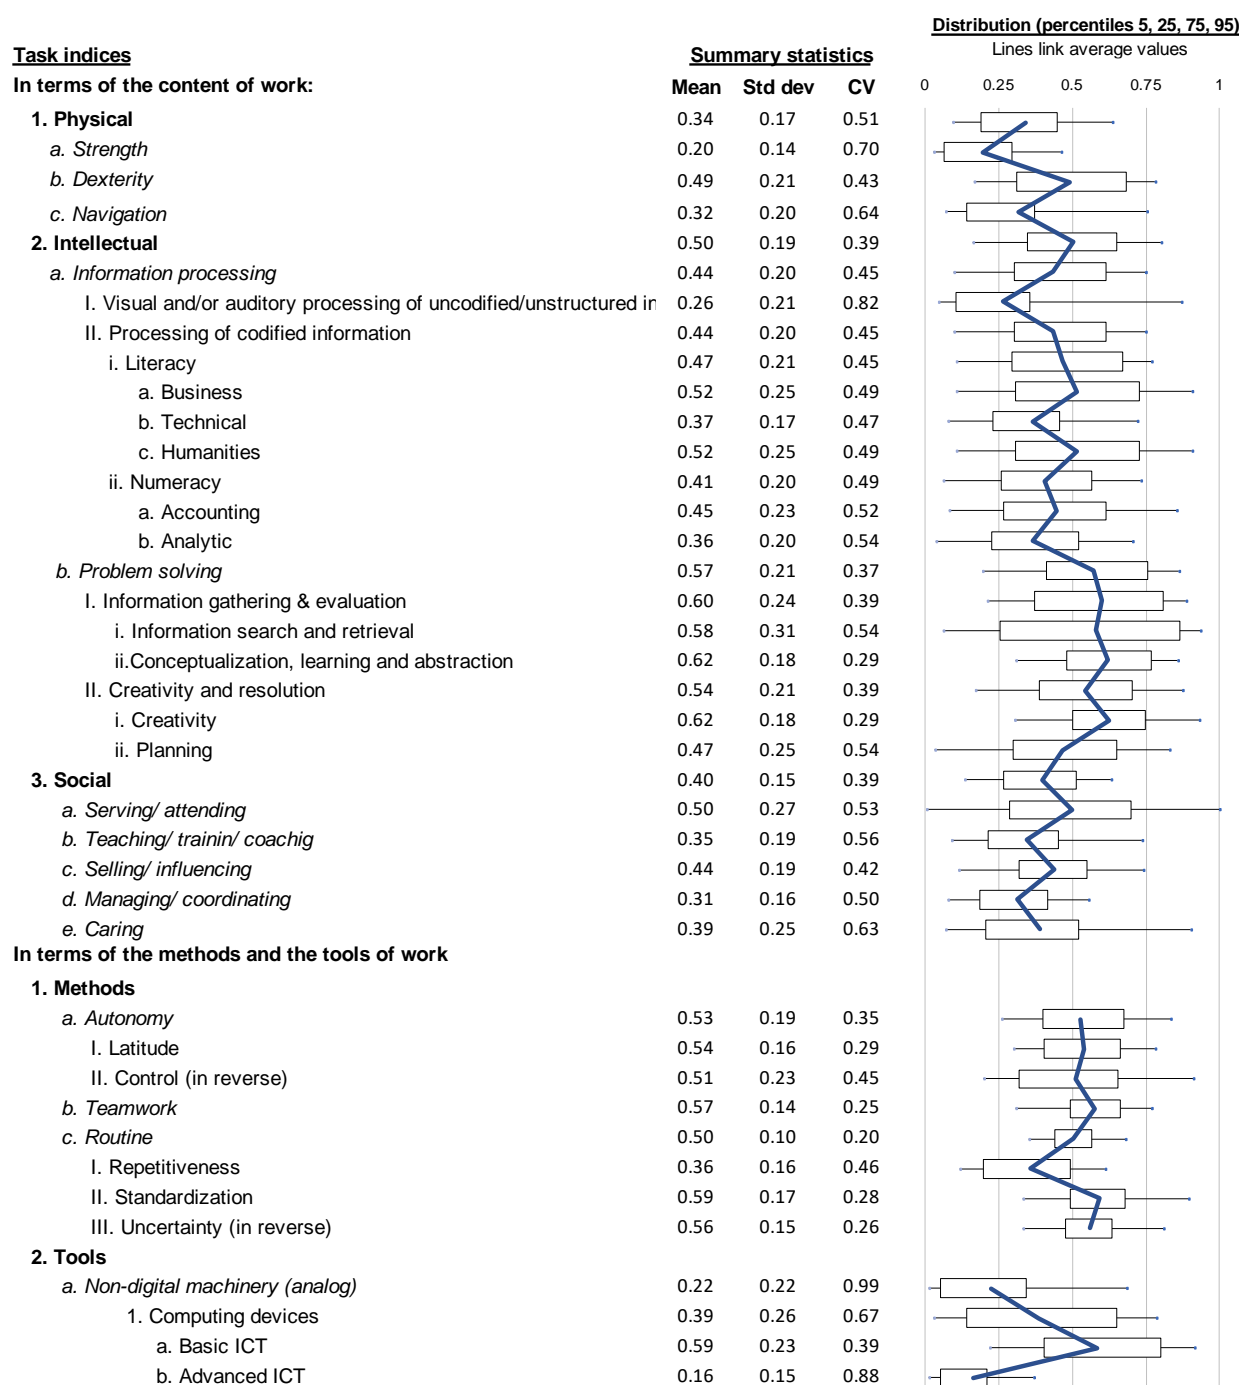 Distribution (percentiles 5, 25, 75, 95)
Task indices Summary statistics Lines link average values
In terms of the content of work: Mean Std dev CV 0 0.25 0.5 0.75 1
1. Physical 0.34 0.17 0.51
a. Strength 0.20 0.14 0.70
b. Dexterity 0.49 0.21 0.43
c. Navigation 0.32 0.20 0.64
2. Intellectual 0.50 0.19 0.39
a. Information processing 0.44 0.20 0.45
I. Visual and/or auditory processing of uncodified/unstructured in 0.26 0.21 0.82
II. Processing of codified information 0.44 0.20 0.45
i. Literacy 0.47 0.21 0.45
a. Business 0.52 0.25 0.49
b. Technical 0.37 0.17 0.47
c. Humanities 0.52 0.25 0.49
ii. Numeracy 0.41 0.20 0.49
a. Accounting 0.45 0.23 0.52
b. Analytic 0.36 0.20 0.54
b. Problem solving 0.57 0.21 0.37
I. Information gathering & evaluation 0.60 0.24 0.39
i. Information search and retrieval 0.58 0.31 0.54
ii.Conceptualization, learning and abstraction 0.62 0.18 0.29
II. Creativity and resolution 0.54 0.21 0.39
i. Creativity 0.62 0.18 0.29
ii. Planning 0.47 0.25 0.54
3. Social 0.40 0.15 0.39
a. Serving/ attending 0.50 0.27 0.53
b. Teaching/ trainin/ coachig 0.35 0.19 0.56
c. Selling/ influencing 0.44 0.19 0.42
d. Managing/ coordinating 0.31 0.16 0.50
e. Caring 0.39 0.25 0.63
In terms of the methods and the tools of work
1. Methods
a. Autonomy 0.53 0.19 0.35
I. Latitude 0.54 0.16 0.29
II. Control (in reverse) 0.51 0.23 0.45
b. Teamwork 0.57 0.14 0.25
c. Routine 0.50 0.10 0.20
I. Repetitiveness 0.36 0.16 0.46
II. Standardization 0.59 0.17 0.28
III. Uncertainty (in reverse) 0.56 0.15 0.26
2. Tools
a. Non-digital machinery (analog) 0.22 0.22 0.99
1. Computing devices 0.39 0.26 0.67
a. Basic ICT 0.59 0.23 0.39
b. Advanced ICT 0.16 0.15 0.88